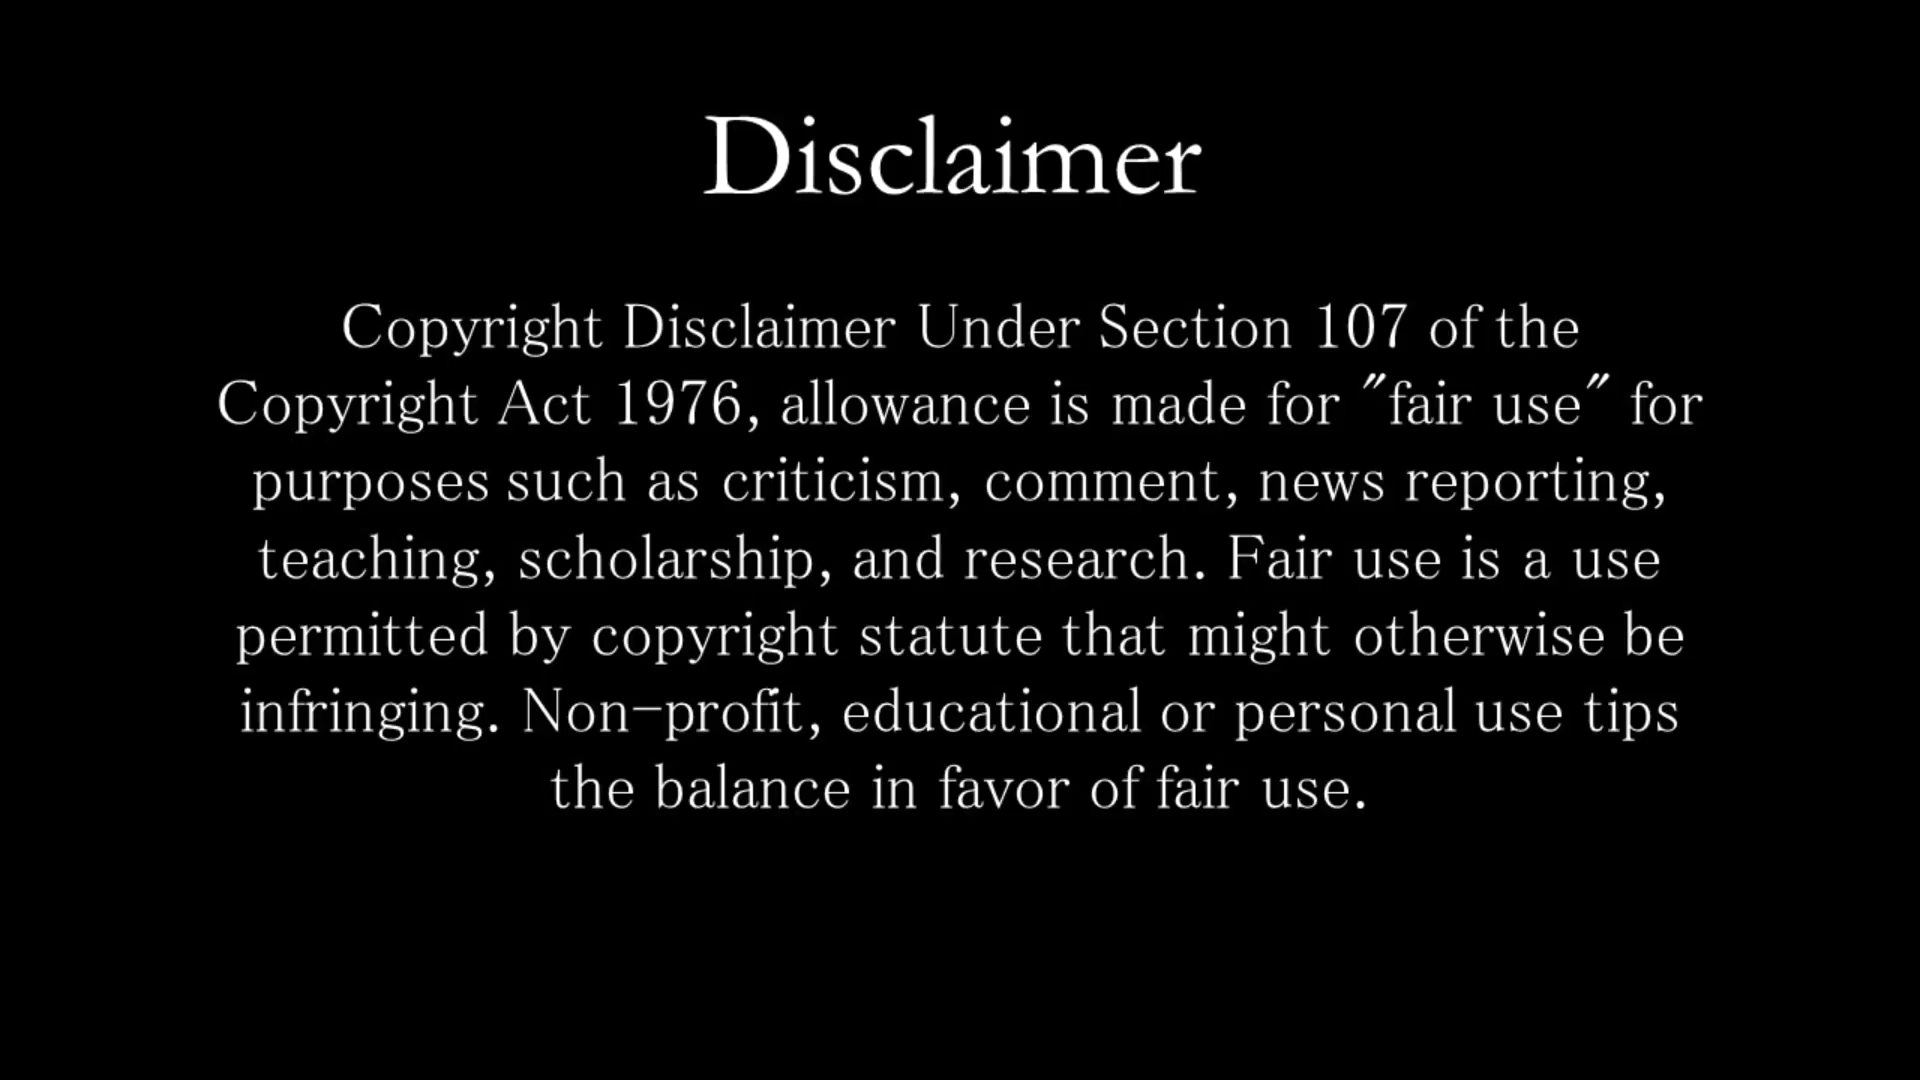 Disclaimer
Copyright Disclaimer Under Section 107 of the
Copyright Act 1976, allowance is made for "fair use" for
purposes such as criticism, comment, news reporting,
teaching, scholarship, and research. Fair use is a use
permitted by copyright statute that might otherwise be
infringing. Non-profit, educational or personal use tips
the balance in favor of fair use.